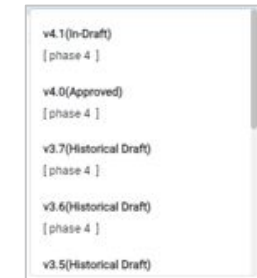 v4.1(In-Draft)
[ phase 4 ]
v4.0(Approved)
[ phase 4 ]
v3.7(Historical Draft)
[ phase 4 ]
v3.6(Historical Draft)
[ phase 4 ]
v3.5(Historical Draft)